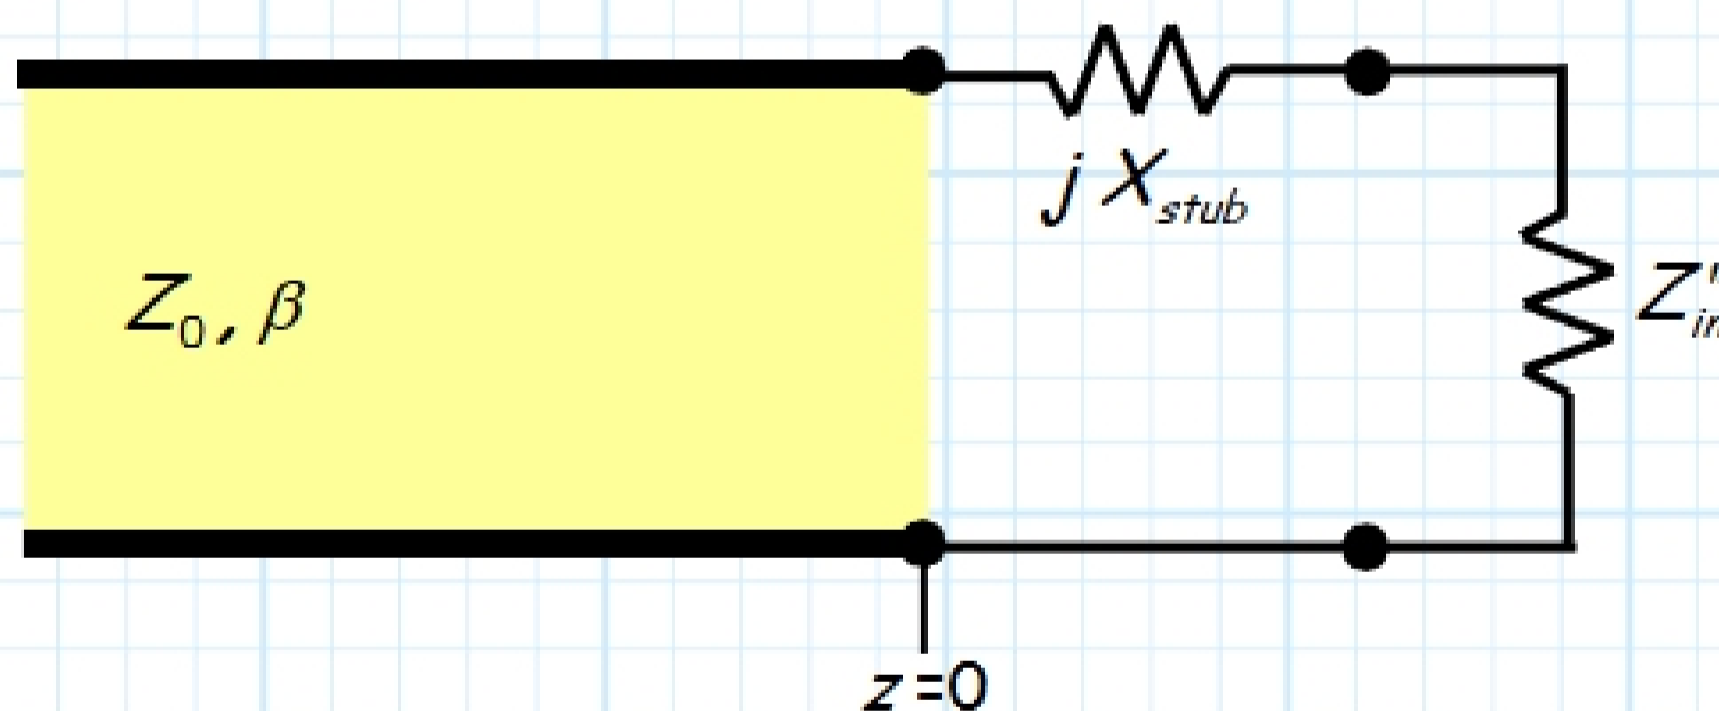 j X_stub
Z_0, β
z=0